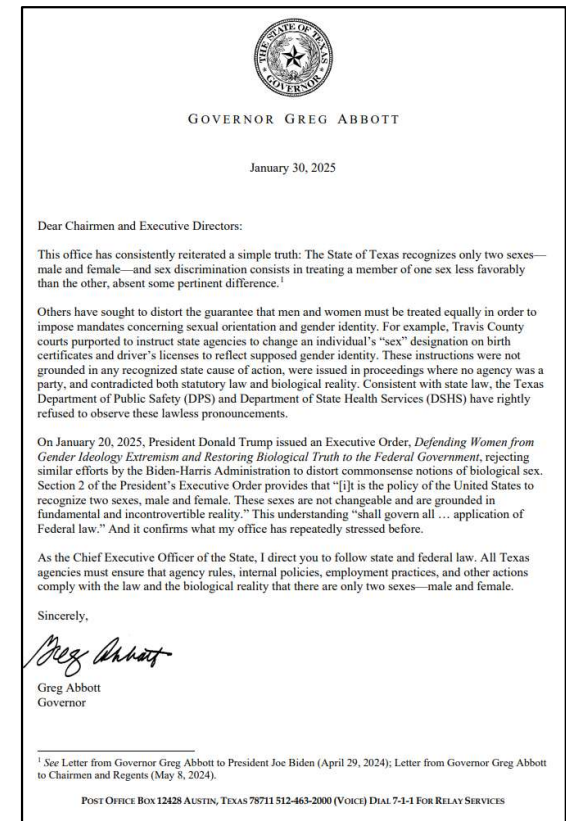 THE STATE OF TEXAS
GOVERNOR
GOVERNOR GREG ABBOTT
January 30, 2025
Dear Chairmen and Executive Directors:
This office has consistently reiterated a simple truth: The State of Texas recognizes only two sexes—
male and female—and sex discrimination consists in treating a member of one sex less favorably
than the other, absent some pertinent difference.1
Others have sought to distort the guarantee that men and women must be treated equally in order to
impose mandates concerning sexual orientation and gender identity. For example, Travis County
courts purported to instruct state agencies to change an individual's “sex” designation on birth
certificates and driver's licenses to reflect supposed gender identity. These instructions were not
grounded in any recognized state cause of action, were issued in proceedings where no agency was a
party, and contradicted both statutory law and biological reality. Consistent with state law, the Texas
Department of Public Safety (DPS) and Department of State Health Services (DSHS) have rightly
refused to observe these lawless pronouncements.
On January 20, 2025, President Donald Trump issued an Executive Order, Defending Women from
Gender Ideology Extremism and Restoring Biological Truth to the Federal Government, rejecting
similar efforts by the Biden-Harris Administration to distort commonsense notions of biological sex.
Section 2 of the President's Executive Order provides that “[i]t is the policy of the United States to
recognize two sexes, male and female. These sexes are not changeable and are grounded in
fundamental and incontrovertible reality.” This understanding “shall govern all … application of
Federal law.” And it confirms what my office has repeatedly stressed before.
As the Chief Executive Officer of the State, I direct you to follow state and federal law. All Texas
agencies must ensure that agency rules, internal policies, employment practices, and other actions
comply with the law and the biological reality that there are only two sexes—male and female.
Sincerely,
Greg Abbott
Greg Abbott
Governor
1 See Letter from Governor Greg Abbott to President Joe Biden (April 29, 2024); Letter from Governor Greg Abbott
to Chairmen and Regents (May 8, 2024).
POST OFFICE BOX 12428 AUSTIN, TEXAS 78711 512-463-2000 (VOICE) DIAL 7-1-1 FOR RELAY SERVICES